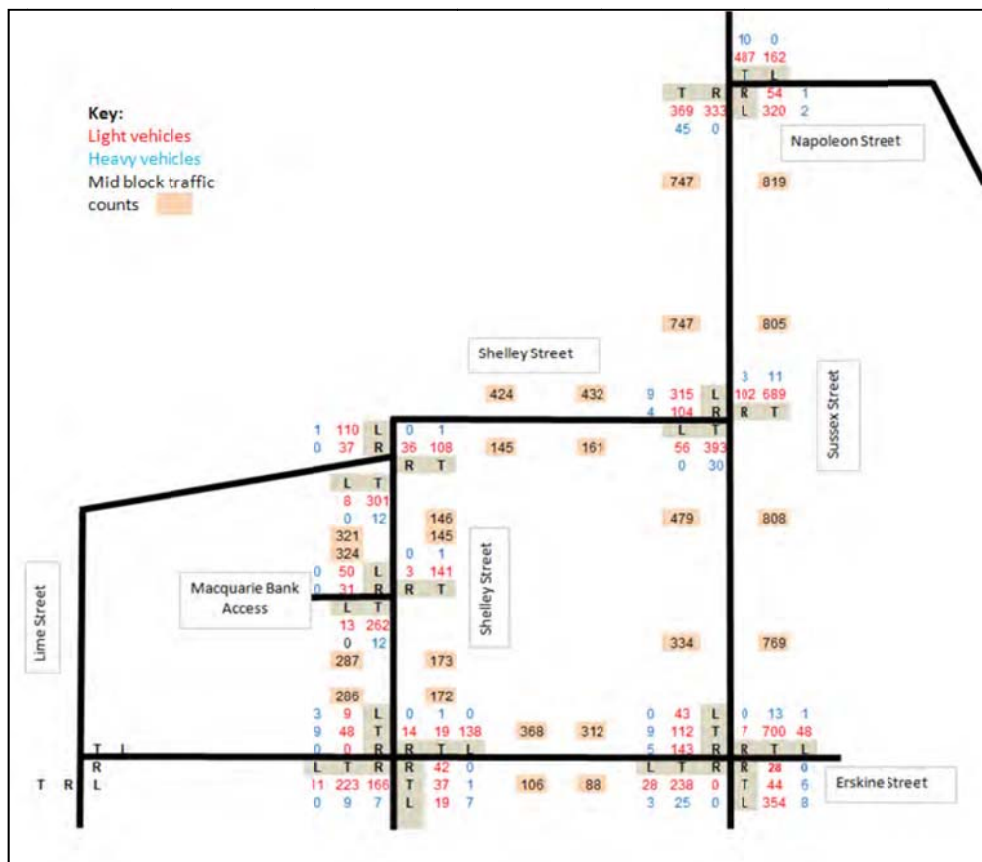 10 0
487 162
T L
T R R 54 1
369 333 L 320 2
45 0
Key:
Light vehicles
Heavy vehicles
Mid block traffic
counts
Napoleon Street
747 819
747 805
Shelley Street
3 11
424 432 9 315 L 102 689
4 104 R R T
Sussex Street
1 110 L 0 1
0 37 R 36 108
145 161
L T
56 393
0 30
R T
L T
8 301
0 12
146
321 145
324
479 808
0 1
0 50 L 3 141
0 31 R R T
Macquarie Bank
Access
Shelley Street
Lime Street
L T
13 262
0 12
287 173
334 769
286 172
3 9 L 0 1 0
9 48 T 14 19 138
0 0 R R T L
368 312
0 43 L 0 13 1
9 112 T 7 700 48
5 143 R R T L
T L
R
T R L
L T R R 42 0
11 223 166 T 37 1
0 9 7 L 19 7
106 88
L T R R 28 0
28 238 0 T 44 6
3 25 0 L 354 8
Erskine Street